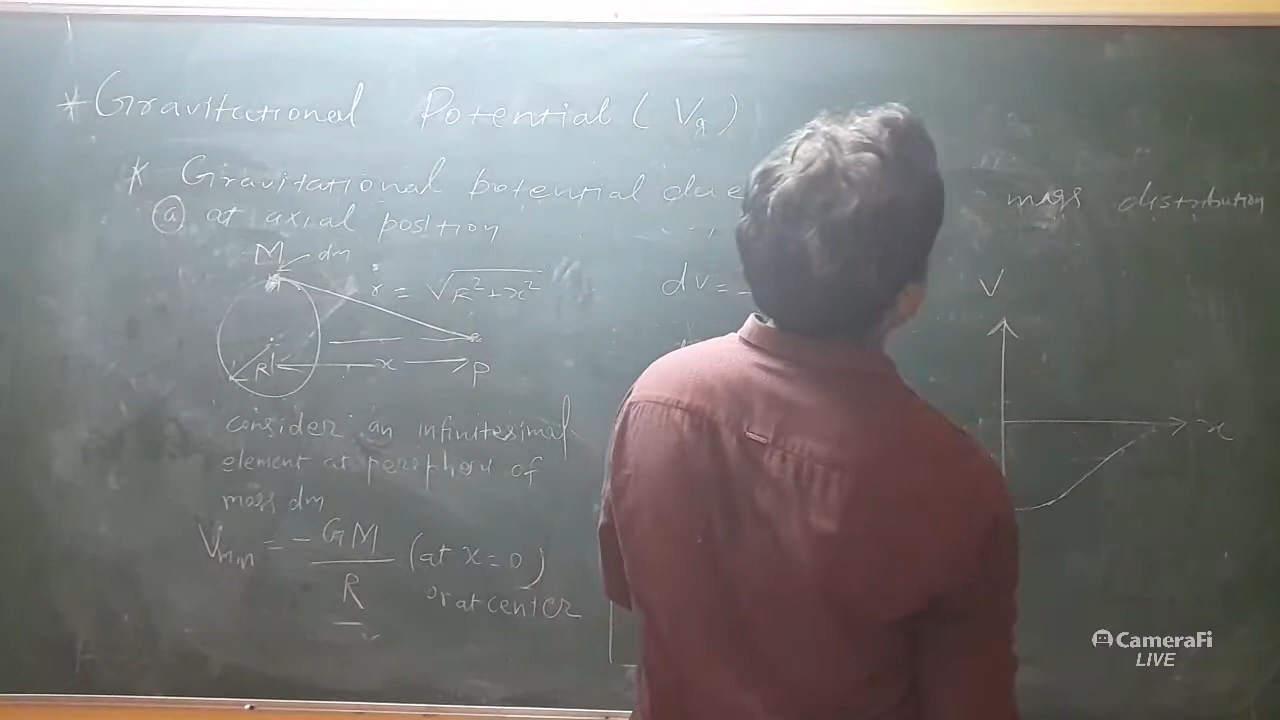 * Gravitational Potential (Vg)
* Gravitational potential due mass distribution
(a) at axial position
M dm
r = √R²+x²
dv =
V
R x P
x
consider an infinitesimal
element at periphery of
mass dm
Vmin = - GM/R (at x=0)
or at center
CameraFi
LIVE